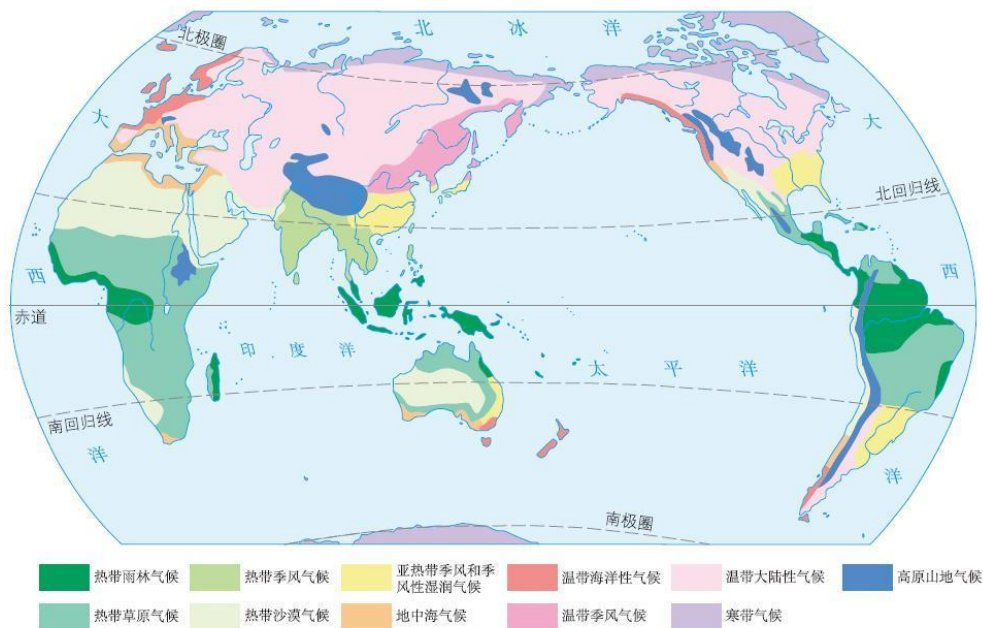 北冰洋
北极圈
大
大
北回归线
西
西
赤道
印度洋
太平洋
南回归线
洋
洋
南极圈
热带雨林气候
热带季风气候
亚热带季风和季
风性湿润气候
温带海洋性气候
温带大陆性气候
高原山地气候
热带草原气候
热带沙漠气候
地中海气候
温带季风气候
寒带气候